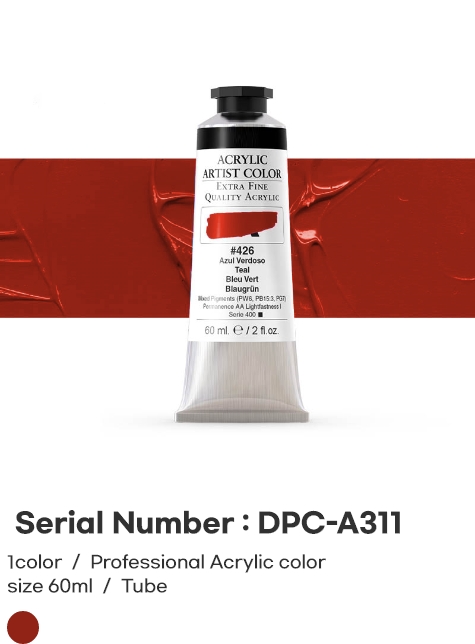 ACRYLIC
ARTIST COLOR
EXTRA FINE
QUALITY ACRYLIC
#426
Azul Verdoso
Teal
Bleu Vert
Blaugrün
Mixed Pigments (PW6, PB15:3, PG7)
Permanence AA Lightfastness I
Serie 400 ■
60 ml. ℮ / 2 fl.oz.
Serial Number : DPC-A311
1color / Professional Acrylic color
size 60ml / Tube